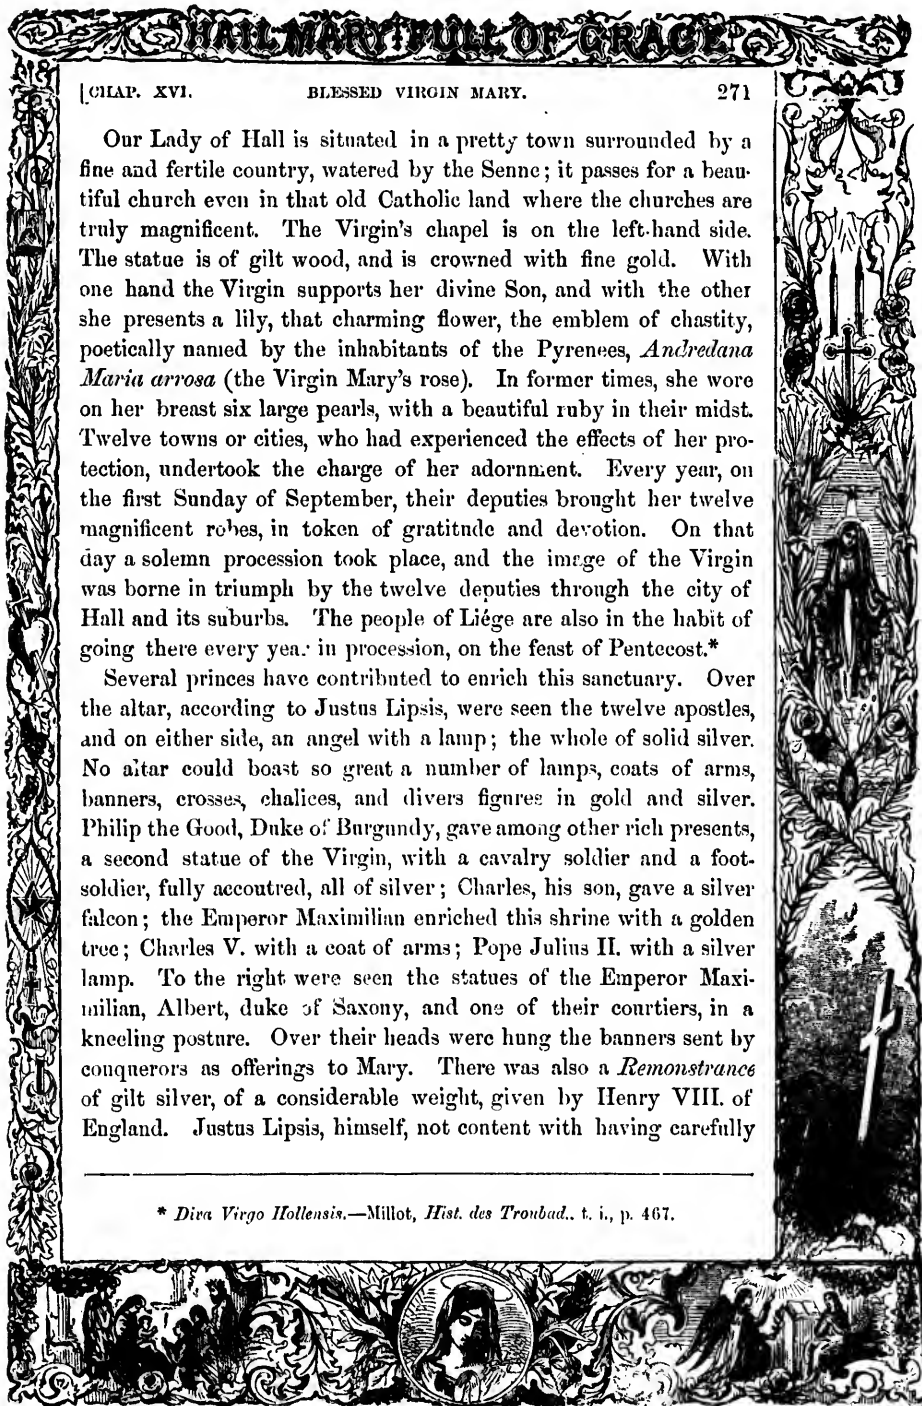 HAIL MARY FULL OF GRACE
[CHAP. XVI. BLESSED VIRGIN MARY. 271
Our Lady of Hall is situated in a pretty town surrounded by a
fine and fertile country, watered by the Senne; it passes for a beau-
tiful church even in that old Catholic land where the churches are
truly magnificent. The Virgin's chapel is on the left-hand side.
The statue is of gilt wood, and is crowned with fine gold. With
one hand the Virgin supports her divine Son, and with the other
she presents a lily, that charming flower, the emblem of chastity,
poetically named by the inhabitants of the Pyrenees, Andredana
Maria arrosa (the Virgin Mary's rose). In former times, she wore
on her breast six large pearls, with a beautiful ruby in their midst.
Twelve towns or cities, who had experienced the effects of her pro-
tection, undertook the charge of her adornment. Every year, on
the first Sunday of September, their deputies brought her twelve
magnificent robes, in token of gratitude and devotion. On that
day a solemn procession took place, and the image of the Virgin
was borne in triumph by the twelve deputies through the city of
Hall and its suburbs. The people of Liége are also in the habit of
going there every year in procession, on the feast of Pentecost.*
Several princes have contributed to enrich this sanctuary. Over
the altar, according to Justus Lipsis, were seen the twelve apostles,
and on either side, an angel with a lamp; the whole of solid silver.
No altar could boast so great a number of lamps, coats of arms,
banners, crosses, chalices, and divers figures in gold and silver.
Philip the Good, Duke of Burgundy, gave among other rich presents,
a second statue of the Virgin, with a cavalry soldier and a foot-
soldier, fully accoutred, all of silver; Charles, his son, gave a silver
falcon; the Emperor Maximilian enriched this shrine with a golden
tree; Charles V. with a coat of arms; Pope Julius II. with a silver
lamp. To the right were seen the statues of the Emperor Maxi-
milian, Albert, duke of Saxony, and one of their courtiers, in a
kneeling posture. Over their heads were hung the banners sent by
conquerors as offerings to Mary. There was also a Remonstrance
of gilt silver, of a considerable weight, given by Henry VIII. of
England. Justus Lipsis, himself, not content with having carefully
* Diva Virgo Hollensis.—Millot, Hist. des Troubad.. t. i., p. 467.